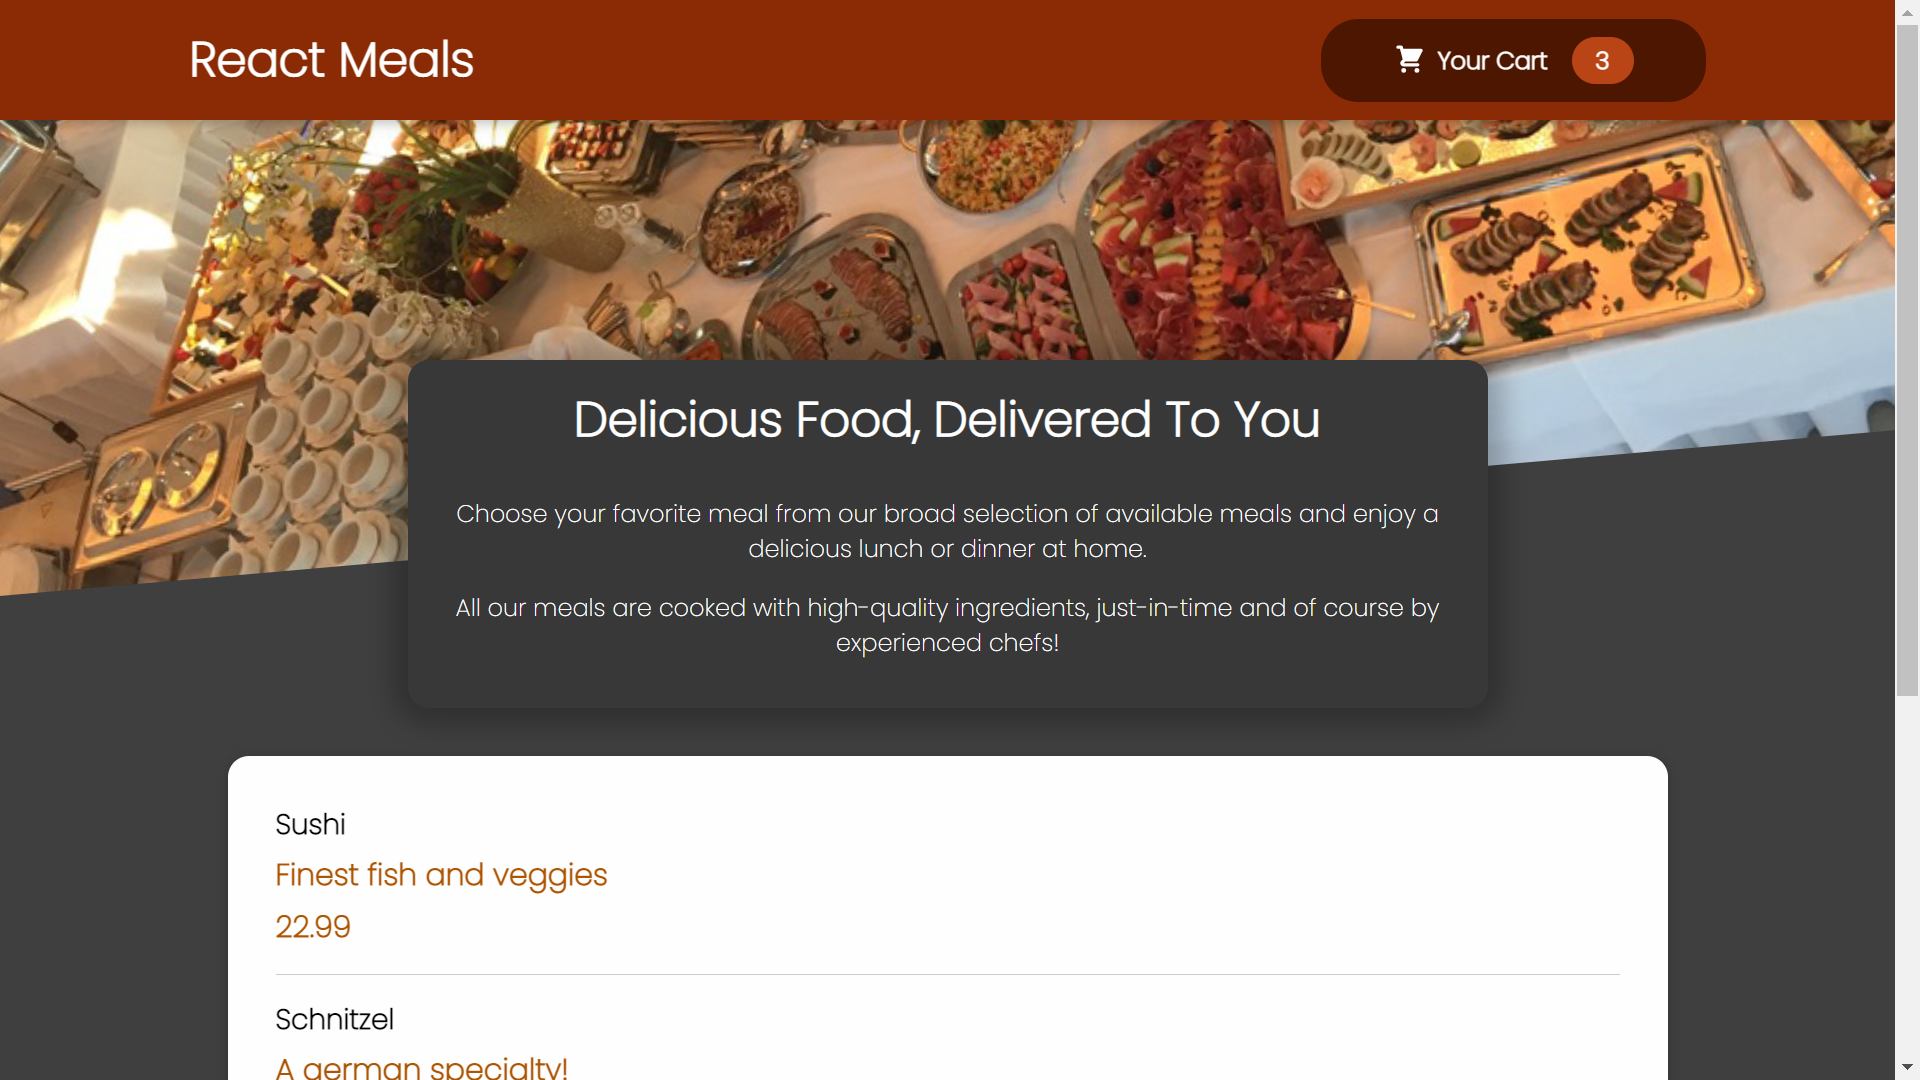 React Meals
Your Cart 3
Delicious Food, Delivered To You
Choose your favorite meal from our broad selection of available meals and enjoy a
delicious lunch or dinner at home.
All our meals are cooked with high-quality ingredients, just-in-time and of course by
experienced chefs!
Sushi
Finest fish and veggies
22.99
Schnitzel
A german specialty!